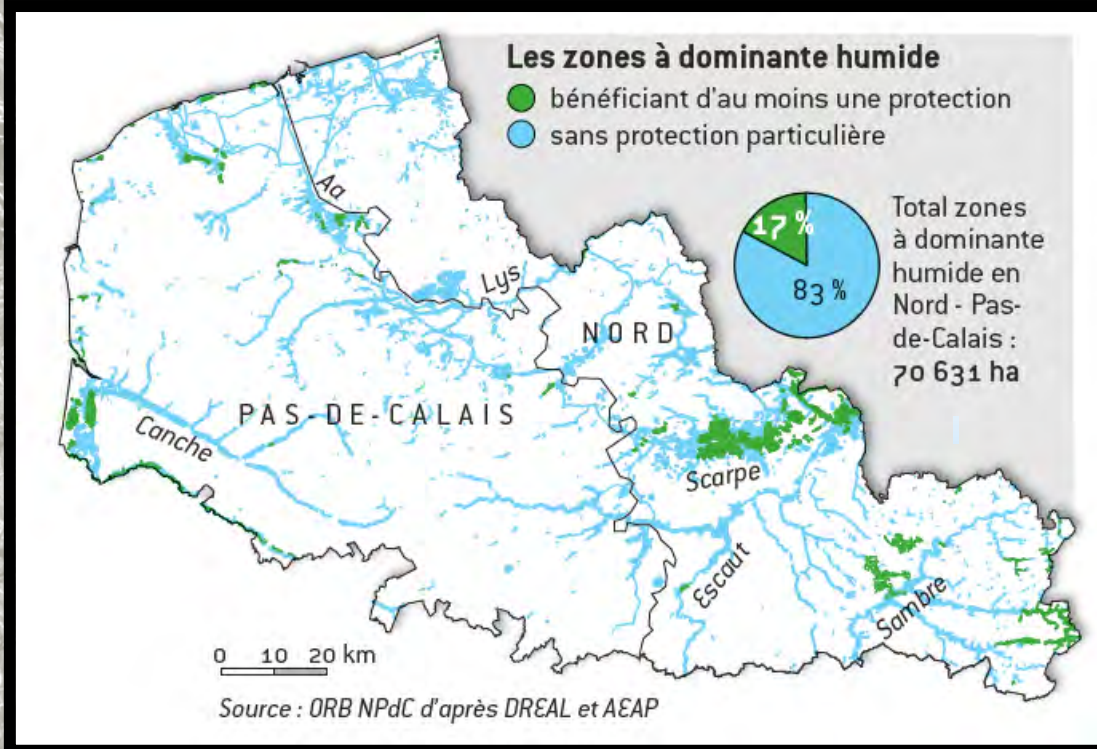 Les zones à dominante humide
bénéficiant d'au moins une protection
sans protection particulière
17 %
83 %
Total zones
à dominante
humide en
Nord - Pas-
de-Calais :
70 631 ha
Aa
Lys
NORD
PAS-DE-CALAIS
Canche
Scarpe
Escaut
Sambre
0 10 20 km
Source : ORB NPdC d'après DREAL et AEAP